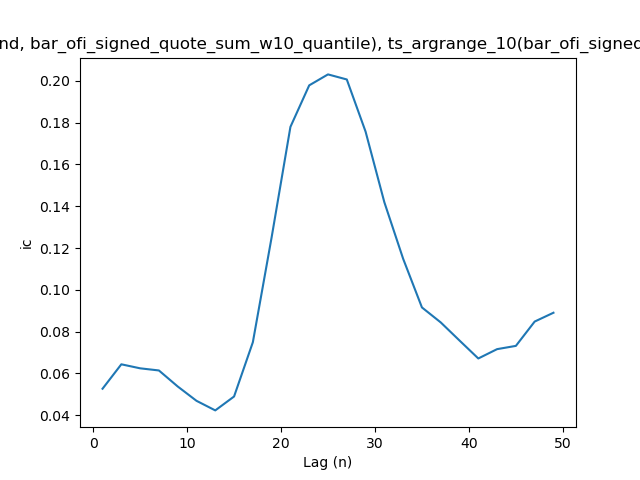 nd, bar_ofi_signed_quote_sum_w10_quantile), ts_argrange_10(bar_ofi_signed
0.20
0.18
0.16
0.14
0.12
0.10
0.08
0.06
0.04
ic
0 10 20 30 40 50
Lag (n)